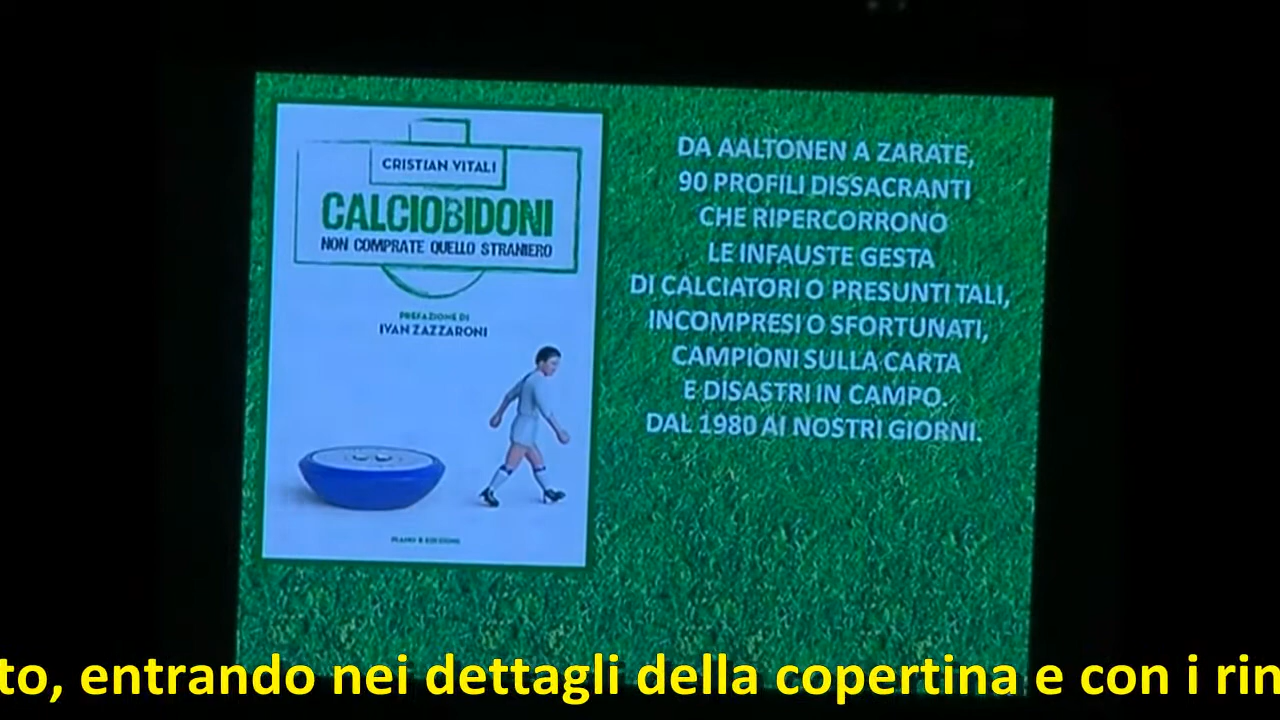 CRISTIAN VITALI
CALCIOBIDONI
NON COMPRATE QUELLO STRANIERO
PREFAZIONE DI
IVAN ZAZZARONI
PIANO B EDIZIONI
DA AALTONEN A ZARATE,
90 PROFILI DISSACRANTI
CHE RIPERCORRONO
LE INFAUSTE GESTA
DI CALCIATORI O PRESUNTI TALI,
INCOMPRESI O SFORTUNATI,
CAMPIONI SULLA CARTA
E DISASTRI IN CAMPO.
DAL 1980 AI NOSTRI GIORNI.
to, entrando nei dettagli della copertina e con i rin